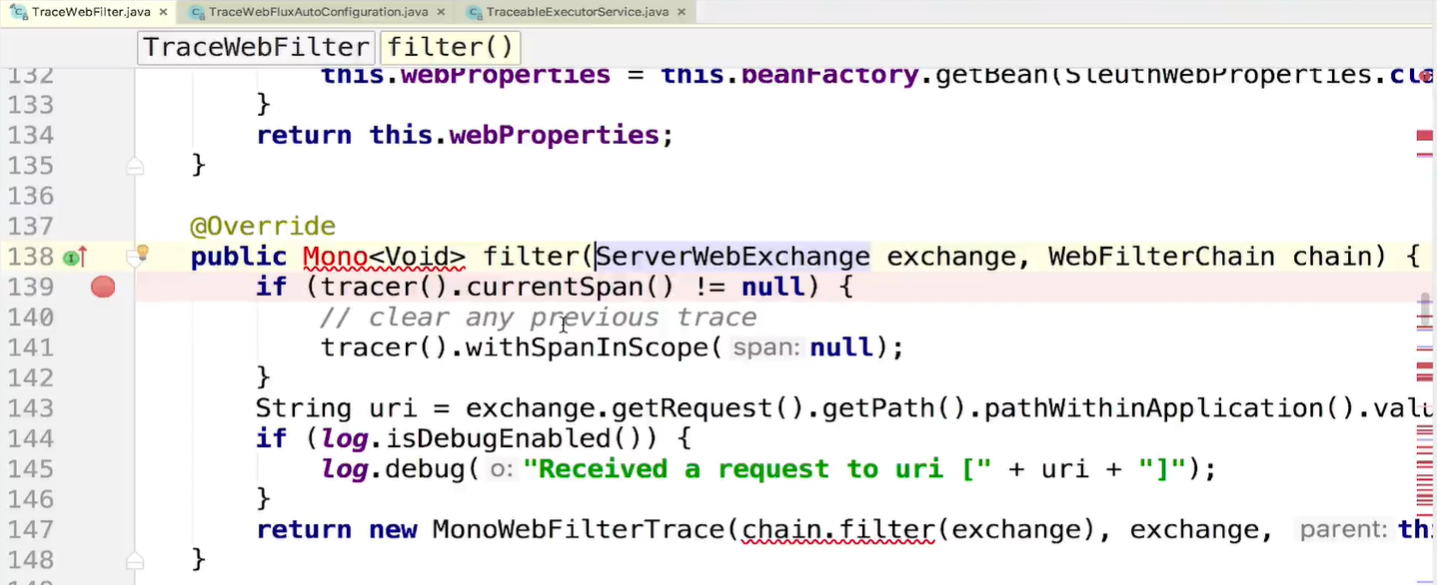 TraceWebFilter.java × TraceWebFluxAutoConfiguration.java × TraceableExecutorService.java ×
TraceWebFilter filter()
132 this.webProperties = this.beanFactory.getBean(SleuthWebProperties.cla
133 }
134 return this.webProperties;
135 }
136
137 @Override
138 public Mono<Void> filter(ServerWebExchange exchange, WebFilterChain chain) {
139 if (tracer().currentSpan() != null) {
140 // clear any previous trace
141 tracer().withSpanInScope( span: null);
142 }
143 String uri = exchange.getRequest().getPath().pathWithinApplication().valu
144 if (log.isDebugEnabled()) {
145 log.debug( o: "Received a request to uri [" + uri + "]");
146 }
147 return new MonoWebFilterTrace(chain.filter(exchange), exchange, parent: thi
148 }